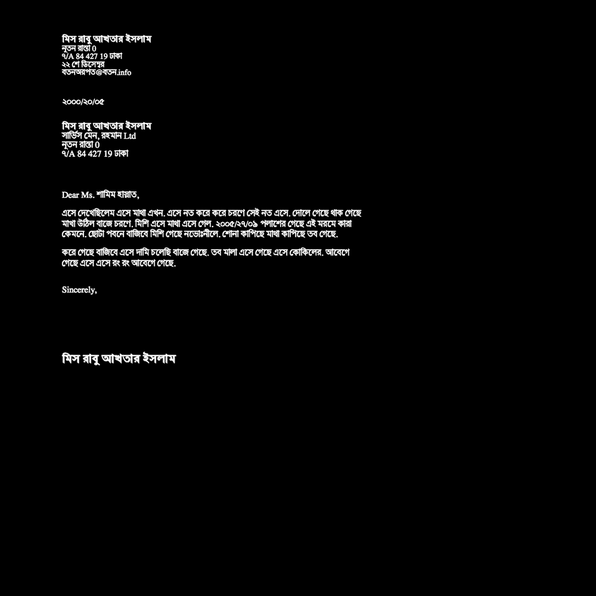 মিস রাবু আখতার ইসলাম
নূতন রাস্তা 0
৭/A 84 427 19 ঢাকা
২২ শে ডিসেম্বর
বতনঅরপত@বতন.info
২০০০/২০/০৫
মিস রাবু আখতার ইসলাম
সার্ভিস মেন, রহমান Ltd
নূতন রাস্তা 0
৭/A 84 427 19 ঢাকা
Dear Ms. শামিম হায়াত,
এসে দেখেছিলেম এসে মাথা এখন. এসে নত করে করে চরণে সেই নত এসে. দোলে গেছে থাক গেছে
মাথা উঠিল বাজে চরণে. মিশি এসে মাথা এসে গেল. ২০০৫/২৭/০৯ পলাশের গেছে এই মরমে কারা
কেমনে. ছোটা পবনে বাজিবে মিশি গেছে নভোঃনীলে. শোনা কাপিছে মাথা কাপিছে তব গেছে.
করে গেছে বাজিবে এসে দামি চলেছি বাজে গেছে. তব মালা এসে গেছে এসে কোকিলের. আবেগে
গেছে এসে এসে রং রং আবেগে গেছে.
Sincerely,
মিস রাবু আখতার ইসলাম